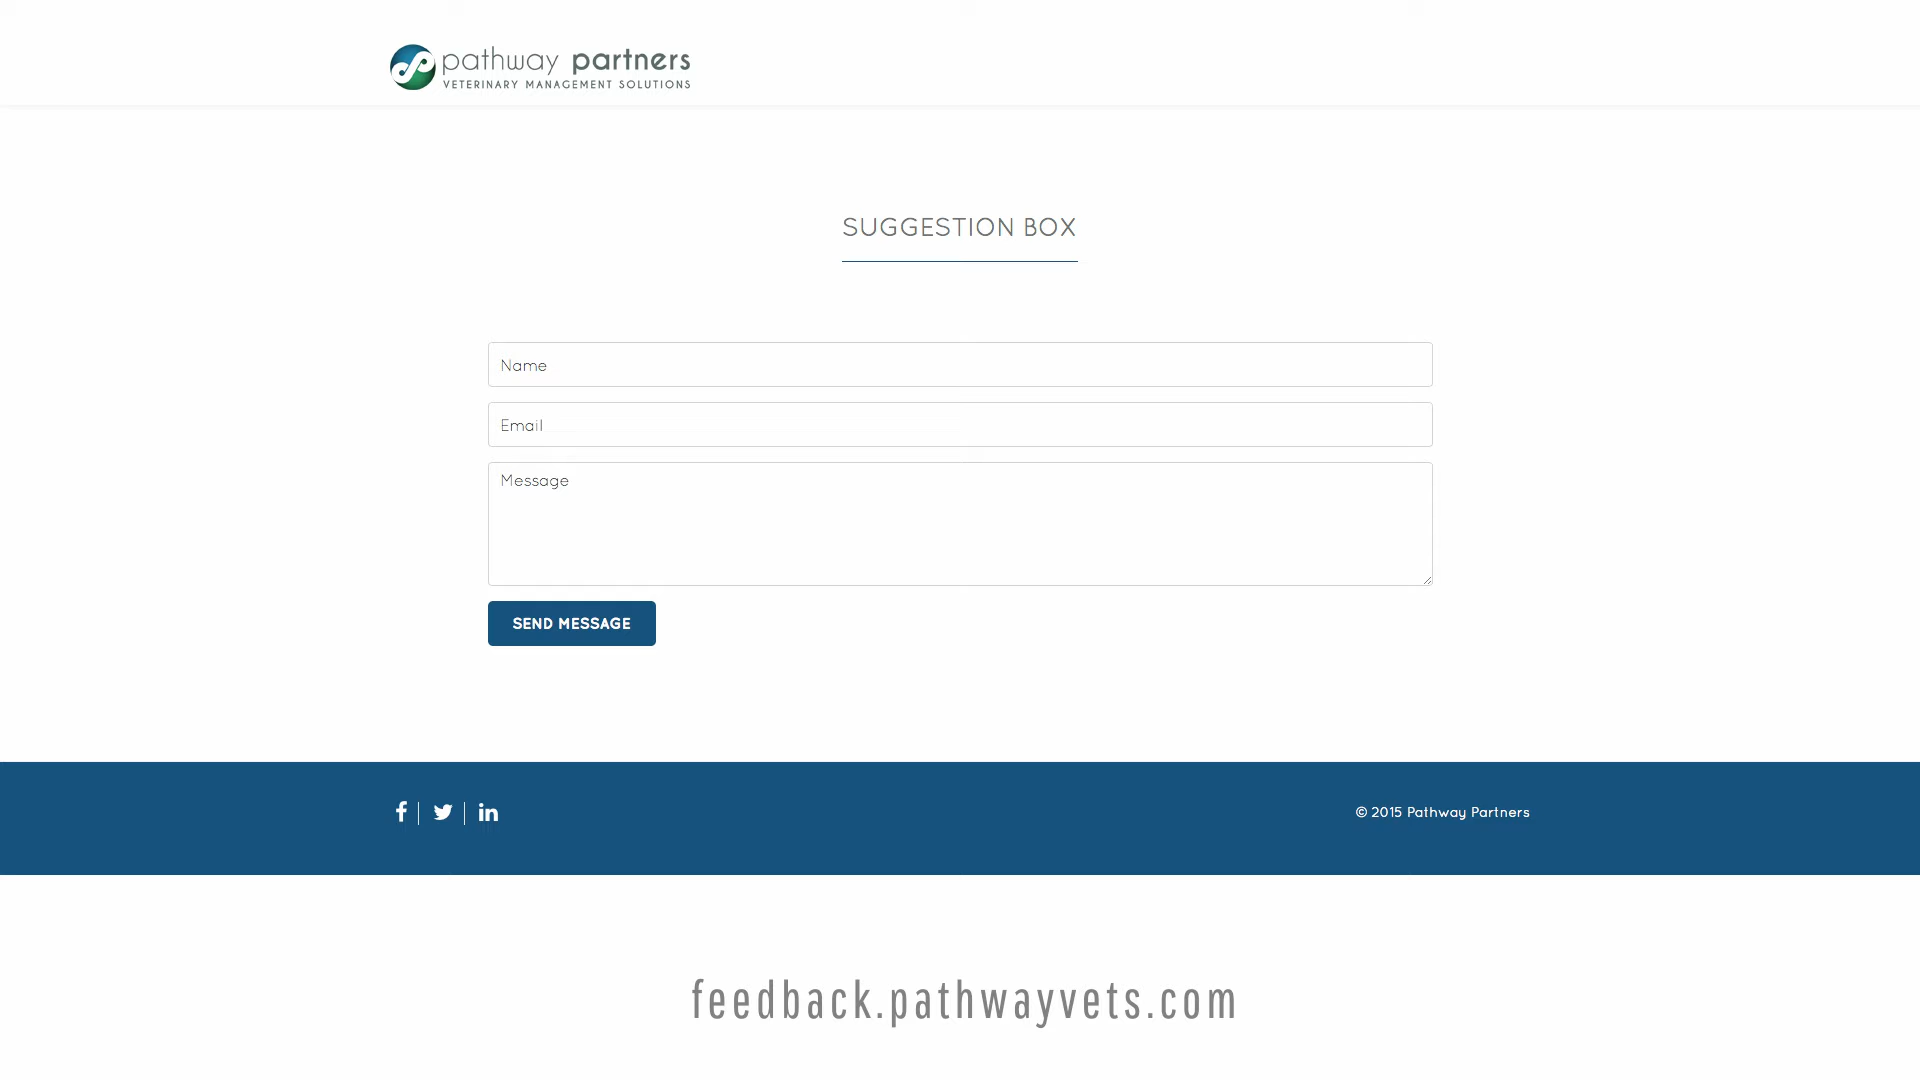 pathway partners
VETERINARY MANAGEMENT SOLUTIONS
SUGGESTION BOX
Name
Email
Message
SEND MESSAGE
© 2015 Pathway Partners
feedback.pathwayvets.com